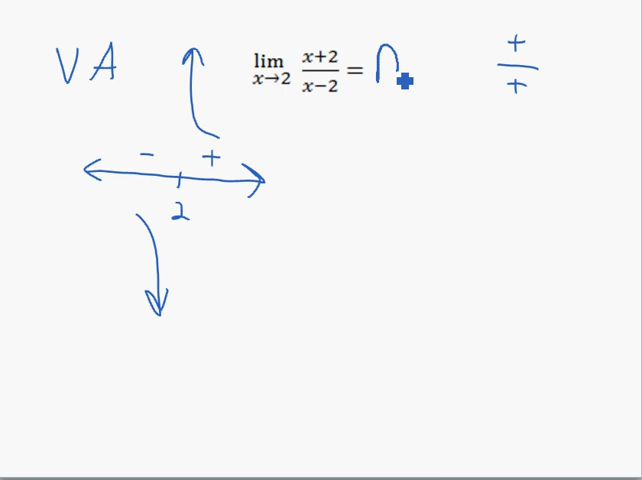 VA
lim x→2 x+2/x−2 = n
+/+
− +
2